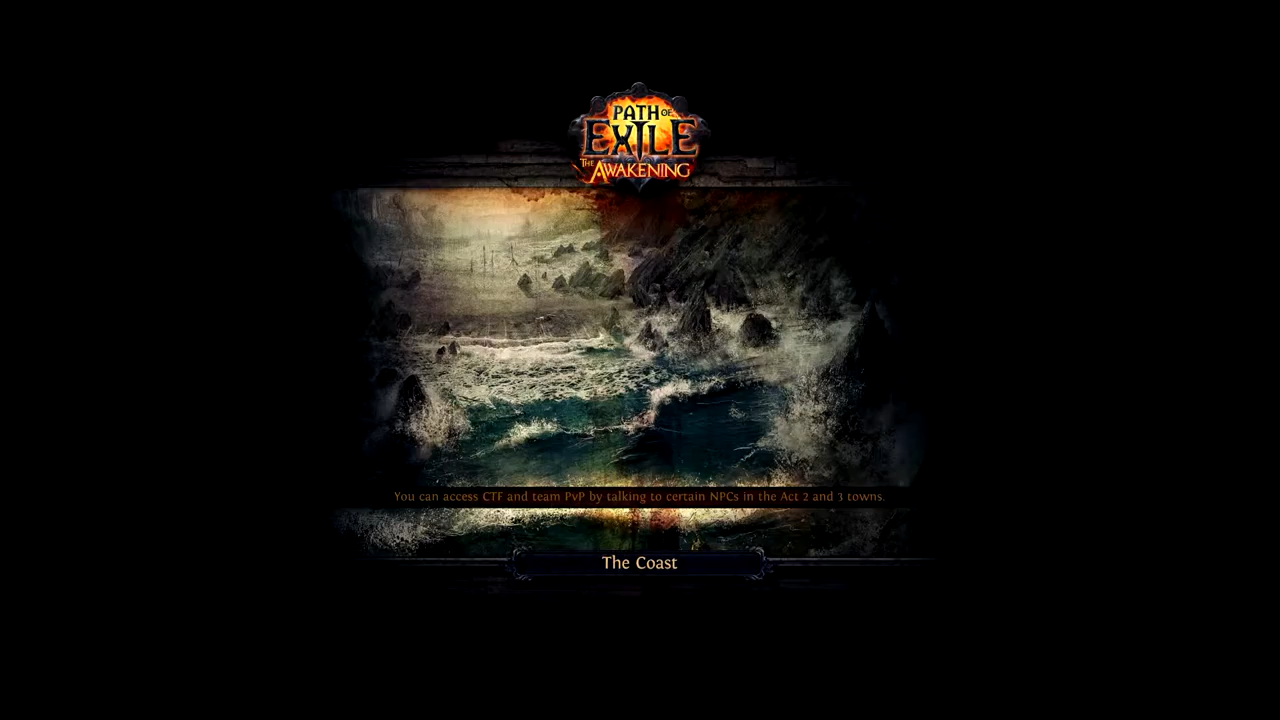 PATH OF
EXILE
THE AWAKENING
You can access CTF and team PvP by talking to certain NPCs in the Act 2 and 3 towns.
The Coast